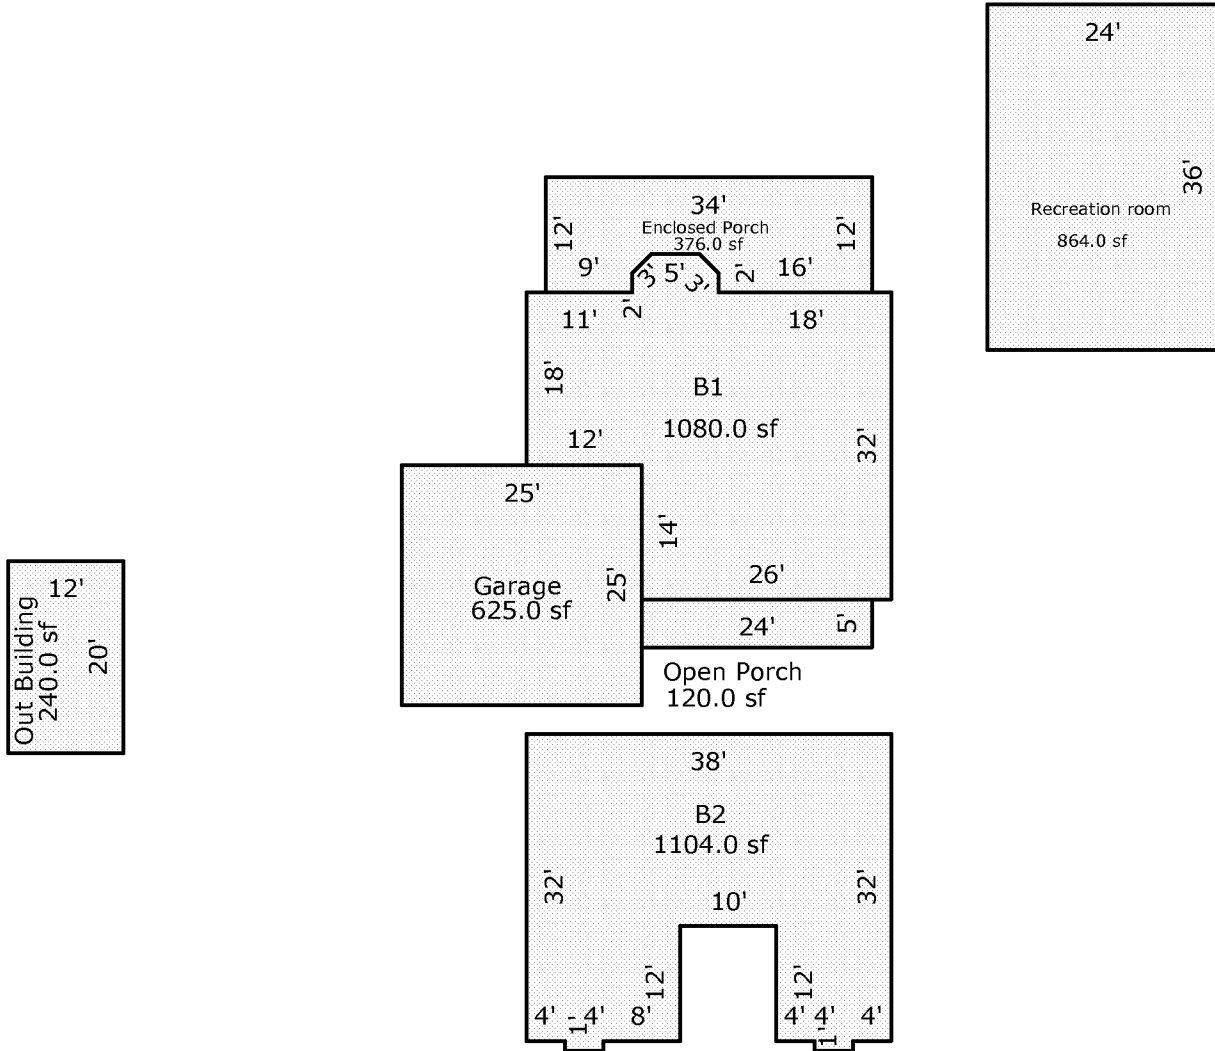 24'
36'
Recreation room
864.0 sf
34'
Enclosed Porch
376.0 sf
12'
12'
9'
3'
5'
3'
2'
16'
11'
2'
18'
18'
B1
1080.0 sf
12'
32'
25'
14'
Garage
625.0 sf
25'
26'
24'
5'
Open Porch
120.0 sf
12'
Out Building
240.0 sf
20'
38'
B2
1104.0 sf
32'
32'
10'
12'
12'
4'
1'
4'
8'
4'
4'
1'
4'